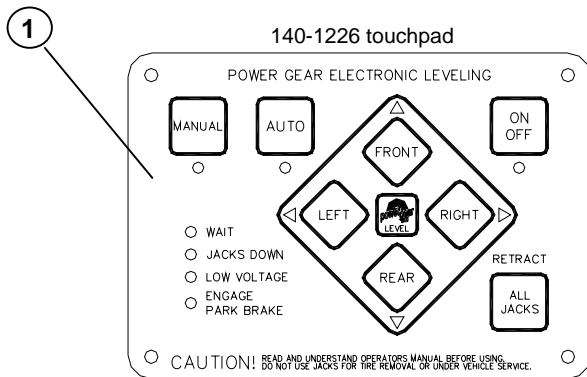 1
140-1226 touchpad
POWER GEAR ELECTRONIC LEVELING
MANUAL
AUTO
ON
OFF
FRONT
LEFT
power gear
LEVEL
RIGHT
REAR
WAIT
JACKS DOWN
LOW VOLTAGE
ENGAGE
PARK BRAKE
RETRACT
ALL
JACKS
CAUTION! READ AND UNDERSTAND OPERATORS MANUAL BEFORE USING.
DO NOT USE JACKS FOR TIRE REMOVAL OR UNDER VEHICLE SERVICE.